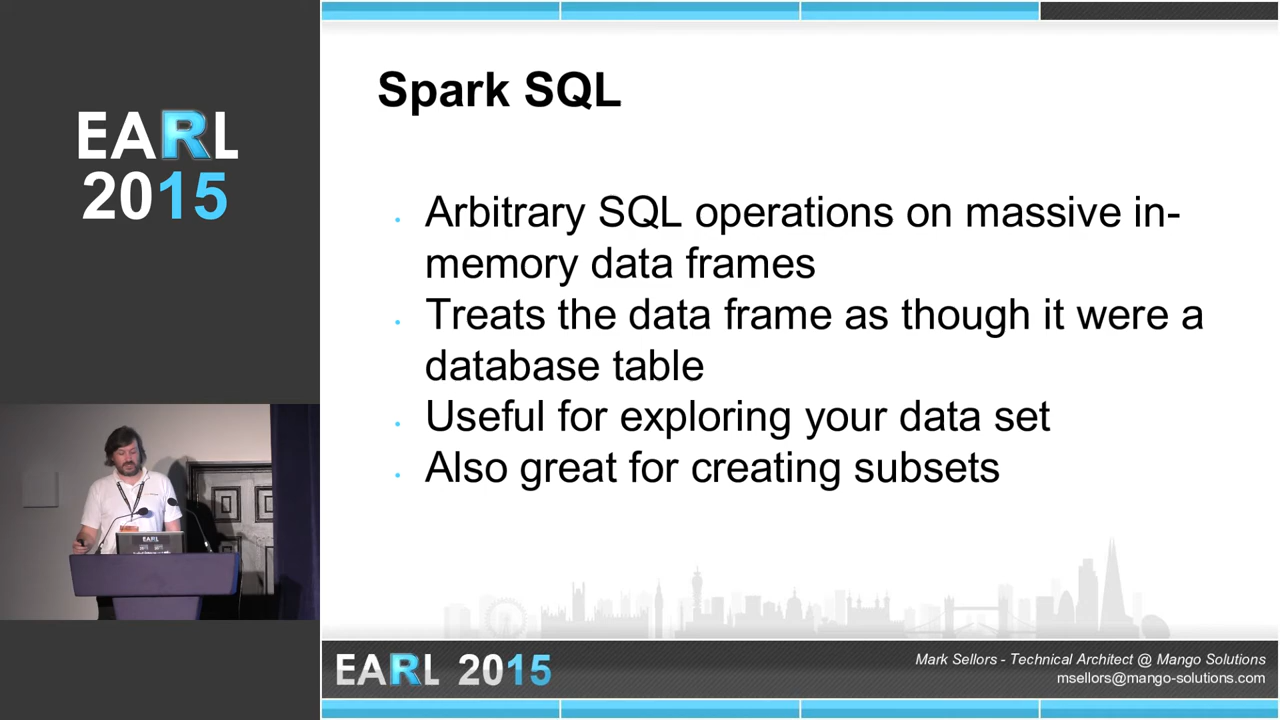 EARL
2015
Spark SQL
Arbitrary SQL operations on massive in-
memory data frames
Treats the data frame as though it were a
database table
Useful for exploring your data set
Also great for creating subsets
EARL 2015
Mark Sellors - Technical Architect @ Mango Solutions
msellors@mango-solutions.com
EARL